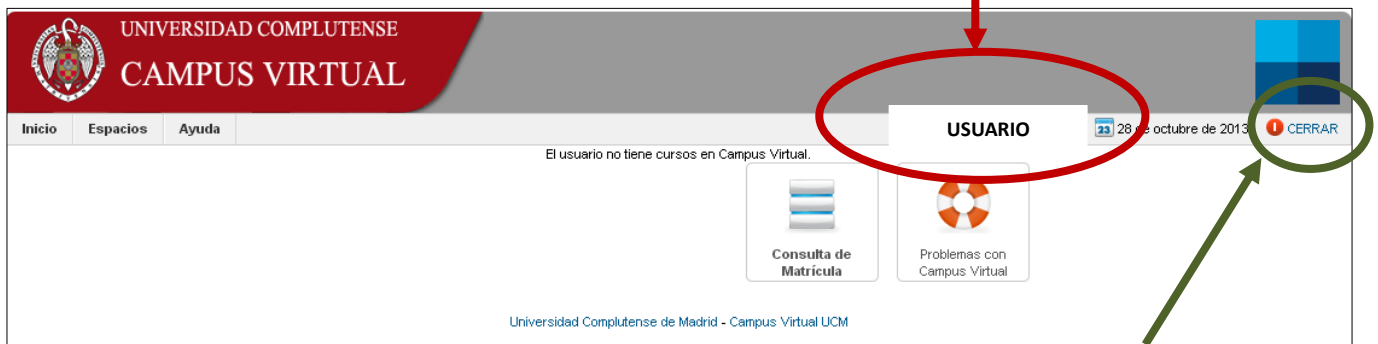 UNIVERSIDAD COMPLUTENSE
CAMPUS VIRTUAL
Inicio Espacios Ayuda USUARIO 23 28 de octubre de 2013 CERRAR
El usuario no tiene cursos en Campus Virtual.
Consulta de
Matrícula
Problemas con
Campus Virtual
Universidad Complutense de Madrid - Campus Virtual UCM